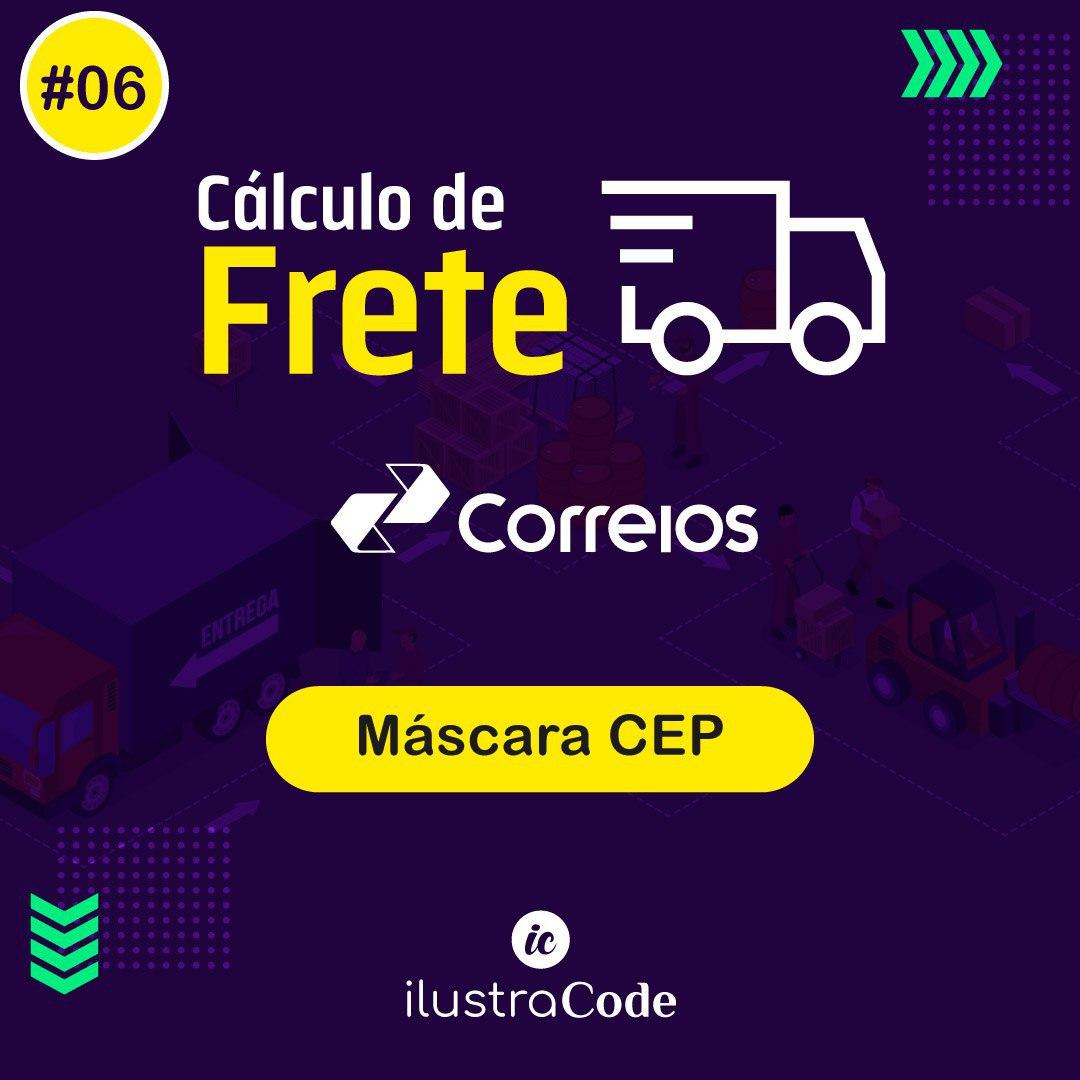 #06
Cálculo de
Frete
Correios
ENTREGA
Máscara CEP
ic
ilustraCode